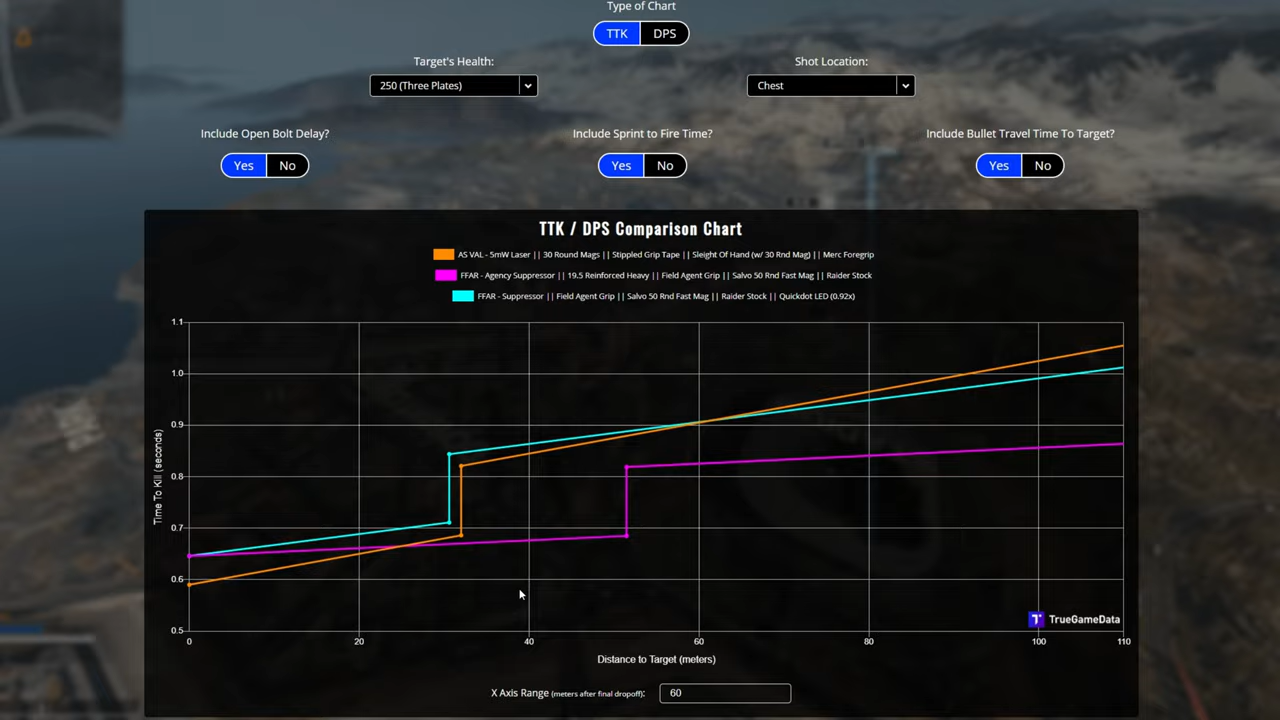 Type of Chart
TTK DPS
Target's Health: Shot Location:
250 (Three Plates) Chest
Include Open Bolt Delay? Include Sprint to Fire Time? Include Bullet Travel Time To Target?
Yes No Yes No Yes No
TTK / DPS Comparison Chart
AS VAL - 5mW Laser || 30 Round Mags || Stippled Grip Tape || Sleight Of Hand (w/ 30 Rnd Mag) || Merc Foregrip
FFAR - Agency Suppressor || 19.5 Reinforced Heavy || Field Agent Grip || Salvo 50 Rnd Fast Mag || Raider Stock
FFAR - Suppressor || Field Agent Grip || Salvo 50 Rnd Fast Mag || Raider Stock || Quickdot LED (0.92x)
1.1
1.0
0.9
0.8
0.7
0.6
0.5
Time To Kill (seconds)
TrueGameData
0 20 40 60 80 100 110
Distance to Target (meters)
X Axis Range (meters after final dropoff): 60